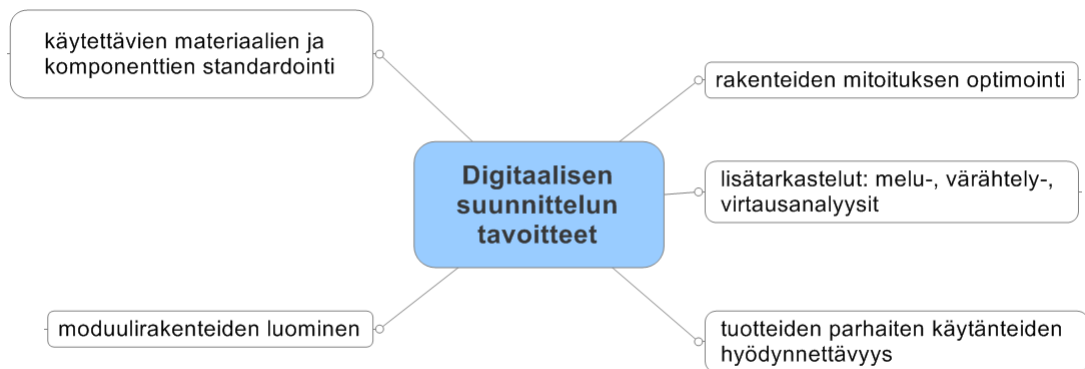 käytettävien materiaalien ja
komponenttien standardointi
rakenteiden mitoituksen optimointi
Digitaalisen
suunnittelun
tavoitteet
lisätarkastelut: melu-, värähtely-,
virtausanalyysit
moduulirakenteiden luominen
tuotteiden parhaiten käytänteiden
hyödynnettävyys